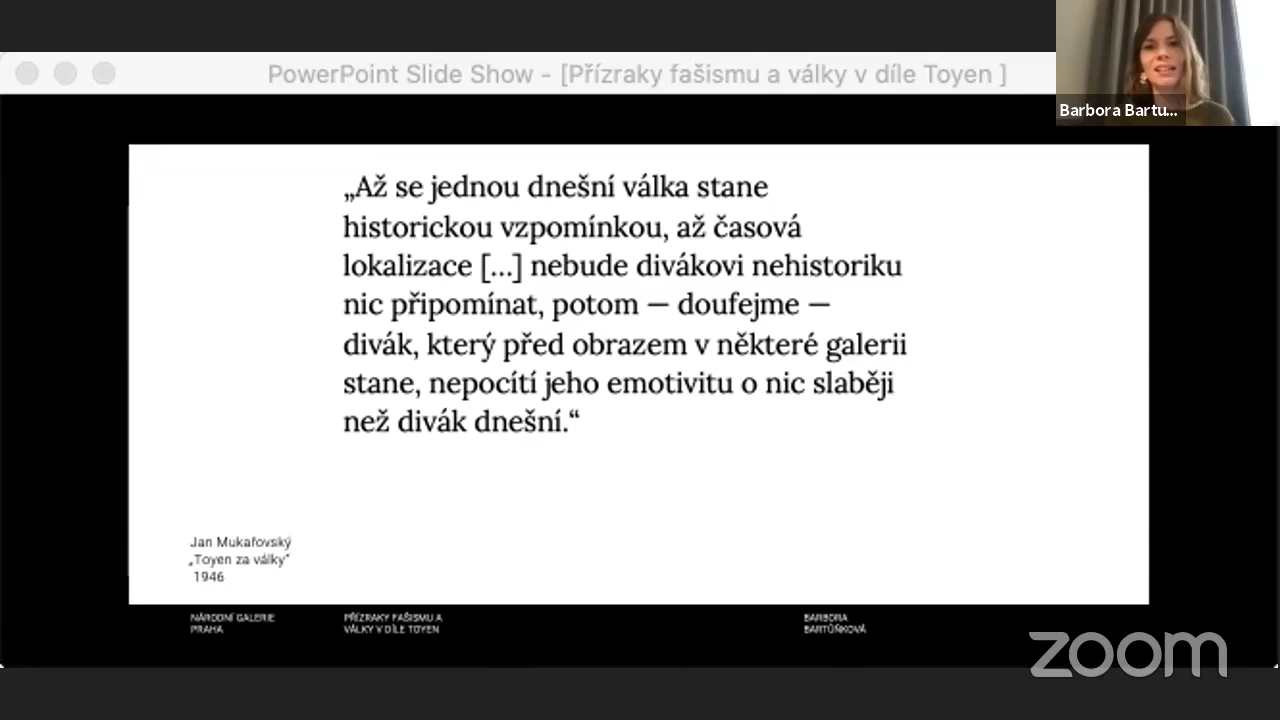 PowerPoint Slide Show - [Přízraky fašismu a války v díle Toyen ]
Barbora Bartu...
„Až se jednou dnešní válka stane
historickou vzpomínkou, až časová
lokalizace [...] nebude divákovi nehistoriku
nic připomínat, potom — doufejme —
divák, který před obrazem v některé galerii
stane, nepocítí jeho emotivitu o nic slaběji
než divák dnešní.“
Jan Mukařovský
„Toyen za války“
1946
NÁRODNÍ GALERIE
PRAHA
PŘÍZRAKY FAŠISMU A
VÁLKY V DÍLE TOYEN
BARBORA
BARTŮŇKOVÁ
zoom